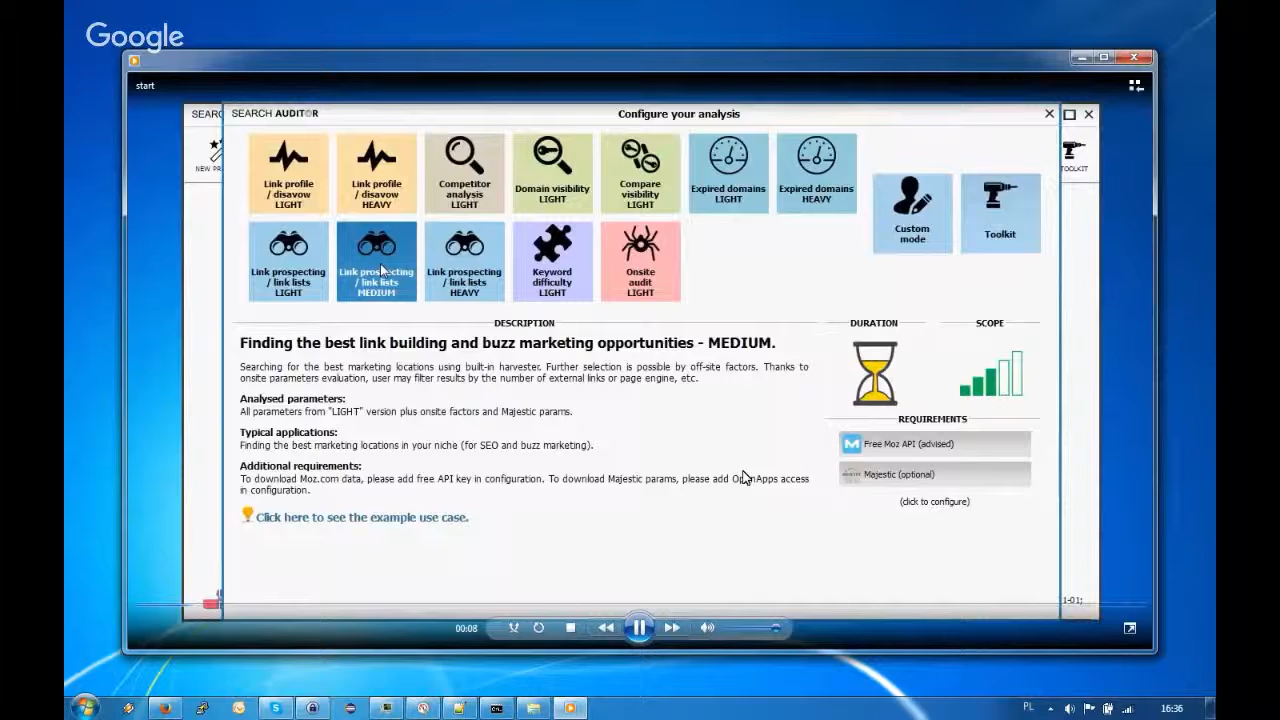 Google
start
SEARC
SEARCH AUDITOR
Configure your analysis
NEW PR
TOOLKIT
Link profile
/ disavow
LIGHT
Link profile
/ disavow
HEAVY
Competitor
analysis
LIGHT
Domain visibility
LIGHT
Compare
visibility
LIGHT
Expired domains
LIGHT
Expired domains
HEAVY
Custom
mode
Toolkit
Link prospecting
/ link lists
LIGHT
Link prospecting
/ link lists
MEDIUM
Link prospecting
/ link lists
HEAVY
Keyword
difficulty
LIGHT
Onsite
audit
LIGHT
DESCRIPTION
DURATION
SCOPE
Finding the best link building and buzz marketing opportunities - MEDIUM.
Searching for the best marketing locations using built-in harvester. Further selection is possible by off-site factors. Thanks to
onsite parameters evaluation, user may filter results by the number of external links or page engine, etc.
Analysed parameters:
All parameters from "LIGHT" version plus onsite factors and Majestic params.
Typical applications:
Finding the best marketing locations in your niche (for SEO and buzz marketing).
Additional requirements:
To download Moz.com data, please add free API key in configuration. To download Majestic params, please add OpenApps access
in configuration.
Click here to see the example use case.
REQUIREMENTS
Free Moz API (advised)
Majestic (optional)
(click to configure)
1-01;
00:08
PL
16:36